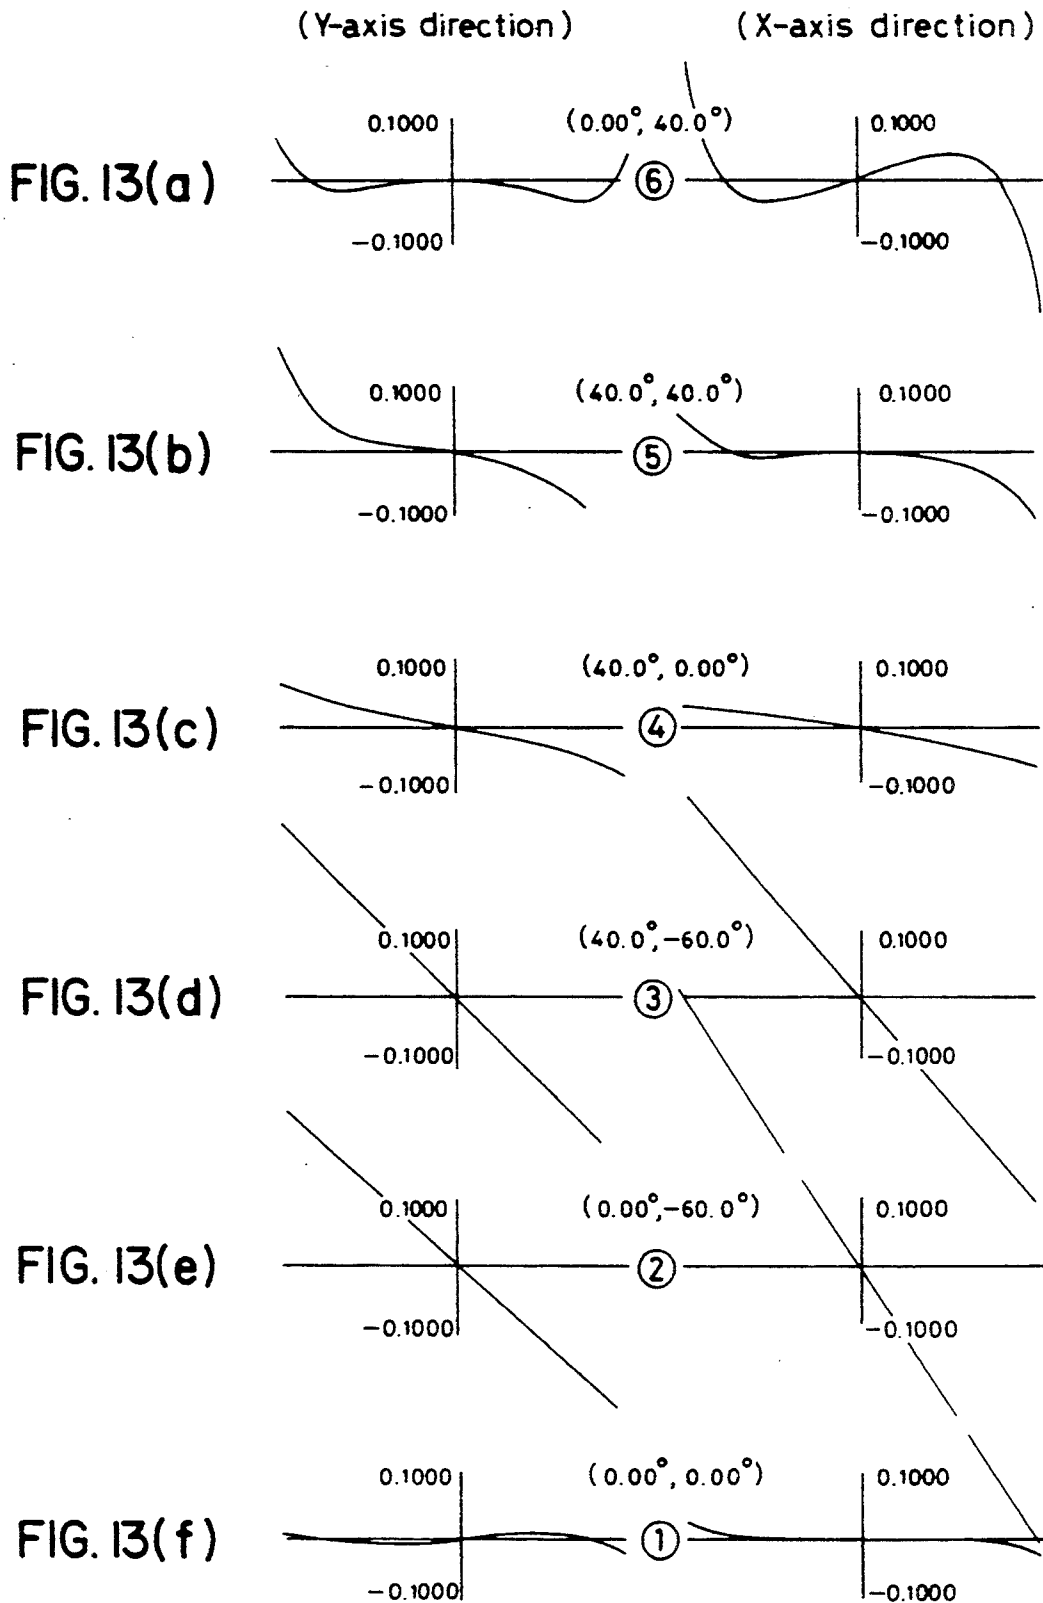 (Y-axis direction) (X-axis direction)
0.1000 (0.00°, 40.0°) 0.1000
FIG. 13(a) ⑥
-0.1000 -0.1000
0.1000 (40.0°, 40.0°) 0.1000
FIG. 13(b) ⑤
-0.1000 -0.1000
0.1000 (40.0°, 0.00°) 0.1000
FIG. 13(c) ④
-0.1000 -0.1000
0.1000 (40.0°,-60.0°) 0.1000
FIG. 13(d) ③
-0.1000 -0.1000
0.1000 (0.00°,-60.0°) 0.1000
FIG. 13(e) ②
-0.1000 -0.1000
0.1000 (0.00°, 0.00°) 0.1000
FIG. 13(f) ①
-0.1000 -0.1000